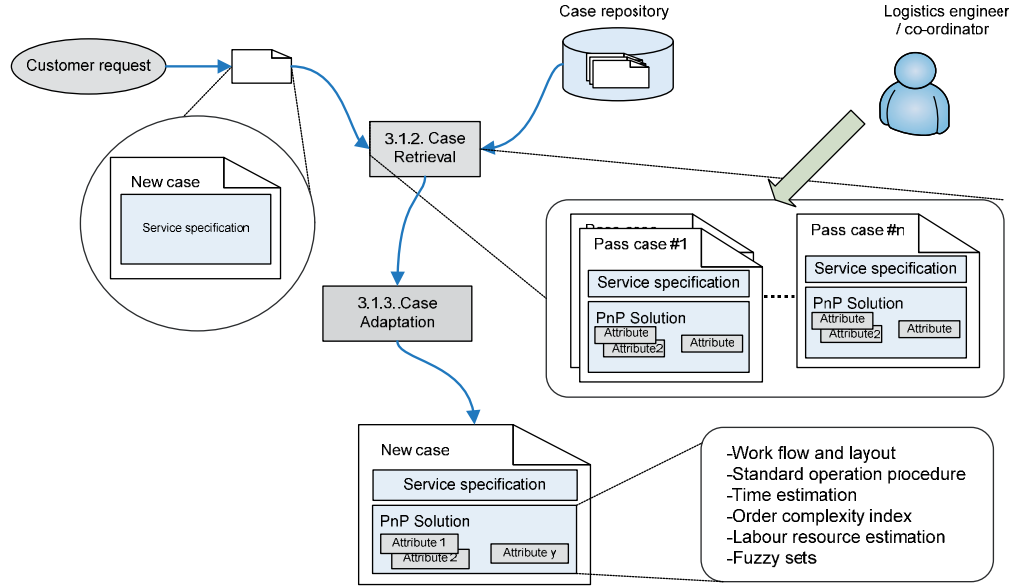 Case repository
Logistics engineer
/ co-ordinator
Customer request
3.1.2. Case
Retrieval
New case
Service specification
Pass case
Pass case #1
Service specification
PnP Solution
Attribute
Attribute2
Attribute
Pass case #n
Service specification
PnP Solution
Attribute
Attribute2
Attribute
3.1.3. Case
Adaptation
New case
Service specification
PnP Solution
Attribute 1
Attribute 2
Attribute y
-Work flow and layout
-Standard operation procedure
-Time estimation
-Order complexity index
-Labour resource estimation
-Fuzzy sets